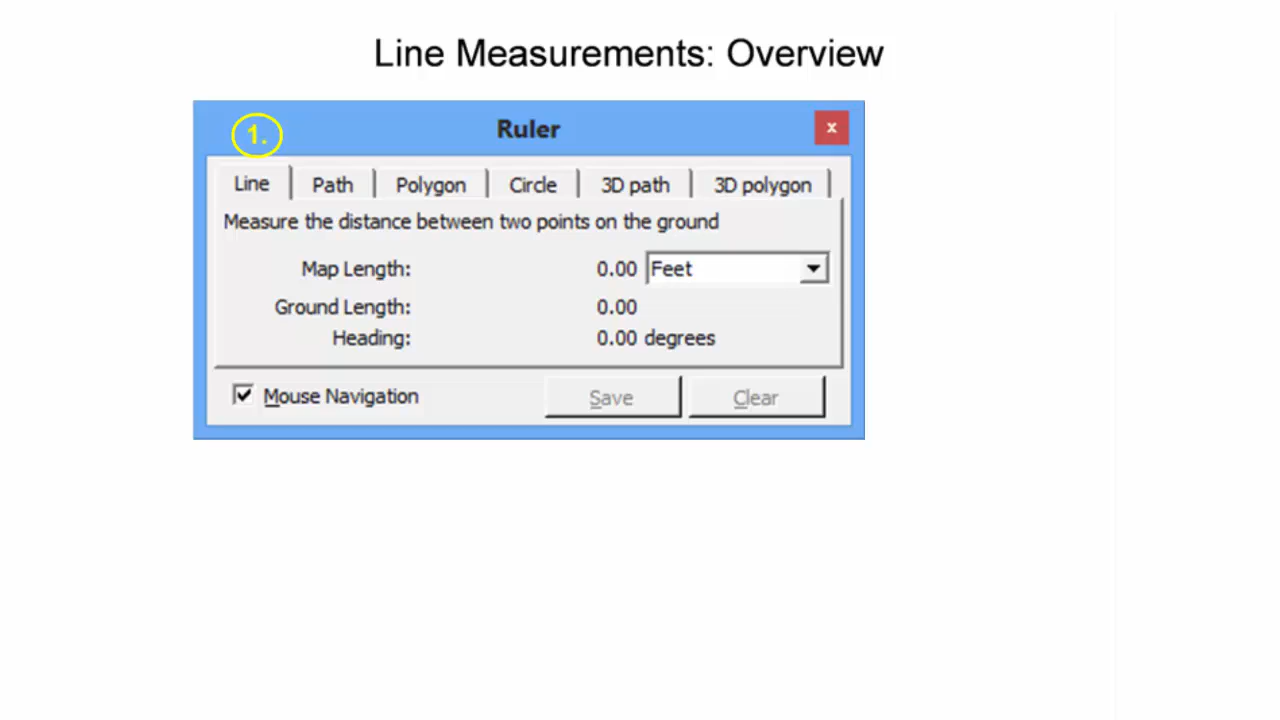 Line Measurements: Overview
1.
Ruler
x
Line Path Polygon Circle 3D path 3D polygon
Measure the distance between two points on the ground
Map Length: 0.00 Feet
Ground Length: 0.00
Heading: 0.00 degrees
Mouse Navigation Save Clear